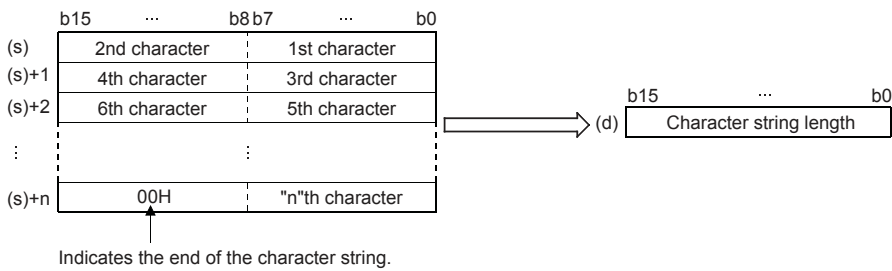 b15 ... b8 b7 ... b0
(s) 2nd character 1st character
(s)+1 4th character 3rd character
(s)+2 6th character 5th character
b15 ... b0
(d) Character string length
⋮ ⋮
(s)+n 00H "n"th character
Indicates the end of the character string.